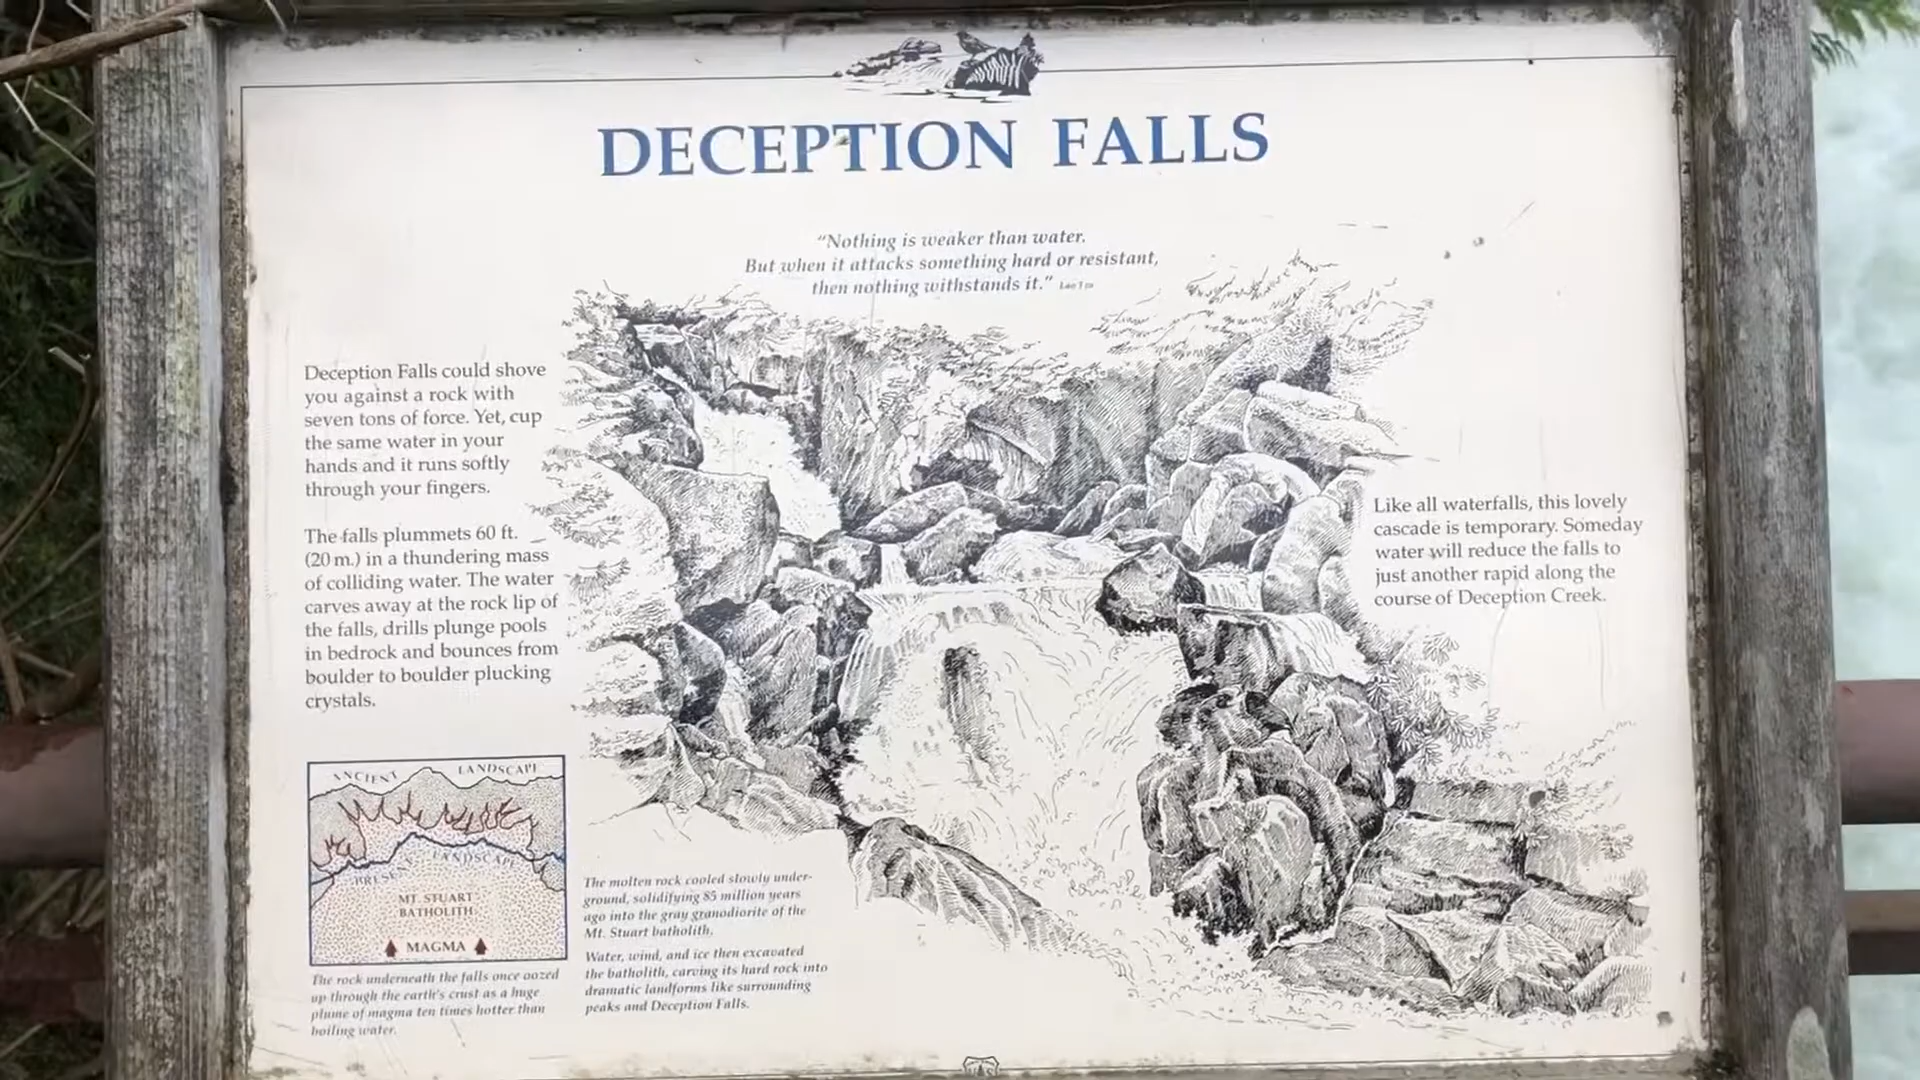 DECEPTION FALLS
“Nothing is weaker than water.
But when it attacks something hard or resistant,
then nothing withstands it.” Lao Tzu
Deception Falls could shove
you against a rock with
seven tons of force. Yet, cup
the same water in your
hands and it runs softly
through your fingers.
The falls plummets 60 ft.
(20 m.) in a thundering mass
of colliding water. The water
carves away at the rock lip of
the falls, drills plunge pools
in bedrock and bounces from
boulder to boulder plucking
crystals.
Like all waterfalls, this lovely
cascade is temporary. Someday
water will reduce the falls to
just another rapid along the
course of Deception Creek.
ANCIENT LANDSCAPE
PRESENT LANDSCAPE
MT. STUART
BATHOLITH
MAGMA
The rock underneath the falls once oozed
up through the earth's crust as a huge
plume of magma ten times hotter than
boiling water.
The molten rock cooled slowly under-
ground, solidifying 85 million years
ago into the gray granodiorite of the
Mt. Stuart batholith.
Water, wind, and ice then excavated
the batholith, carving its hard rock into
dramatic landforms like surrounding
peaks and Deception Falls.